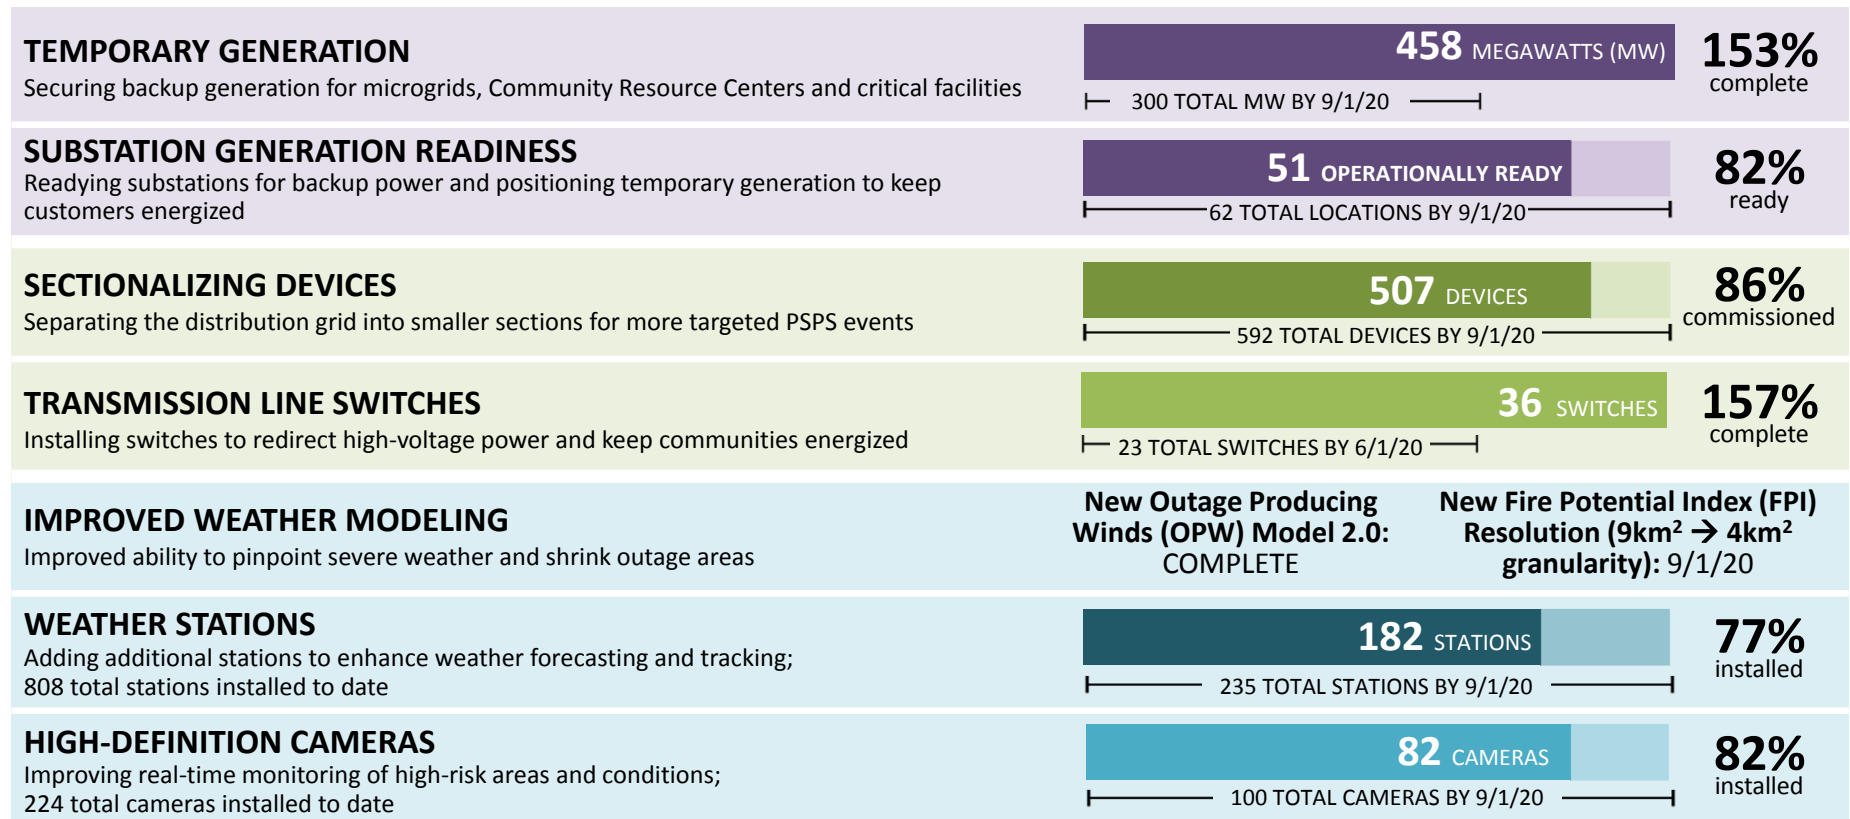 TEMPORARY GENERATION
Securing backup generation for microgrids, Community Resource Centers and critical facilities
458 MEGAWATTS (MW)
300 TOTAL MW BY 9/1/20
153%
complete
SUBSTATION GENERATION READINESS
Readying substations for backup power and positioning temporary generation to keep
customers energized
51 OPERATIONALLY READY
62 TOTAL LOCATIONS BY 9/1/20
82%
ready
SECTIONALIZING DEVICES
Separating the distribution grid into smaller sections for more targeted PSPS events
507 DEVICES
592 TOTAL DEVICES BY 9/1/20
86%
commissioned
TRANSMISSION LINE SWITCHES
Installing switches to redirect high-voltage power and keep communities energized
36 SWITCHES
23 TOTAL SWITCHES BY 6/1/20
157%
complete
IMPROVED WEATHER MODELING
Improved ability to pinpoint severe weather and shrink outage areas
New Outage Producing
Winds (OPW) Model 2.0:
COMPLETE
New Fire Potential Index (FPI)
Resolution (9km² → 4km²
granularity): 9/1/20
WEATHER STATIONS
Adding additional stations to enhance weather forecasting and tracking;
808 total stations installed to date
182 STATIONS
235 TOTAL STATIONS BY 9/1/20
77%
installed
HIGH-DEFINITION CAMERAS
Improving real-time monitoring of high-risk areas and conditions;
224 total cameras installed to date
82 CAMERAS
100 TOTAL CAMERAS BY 9/1/20
82%
installed